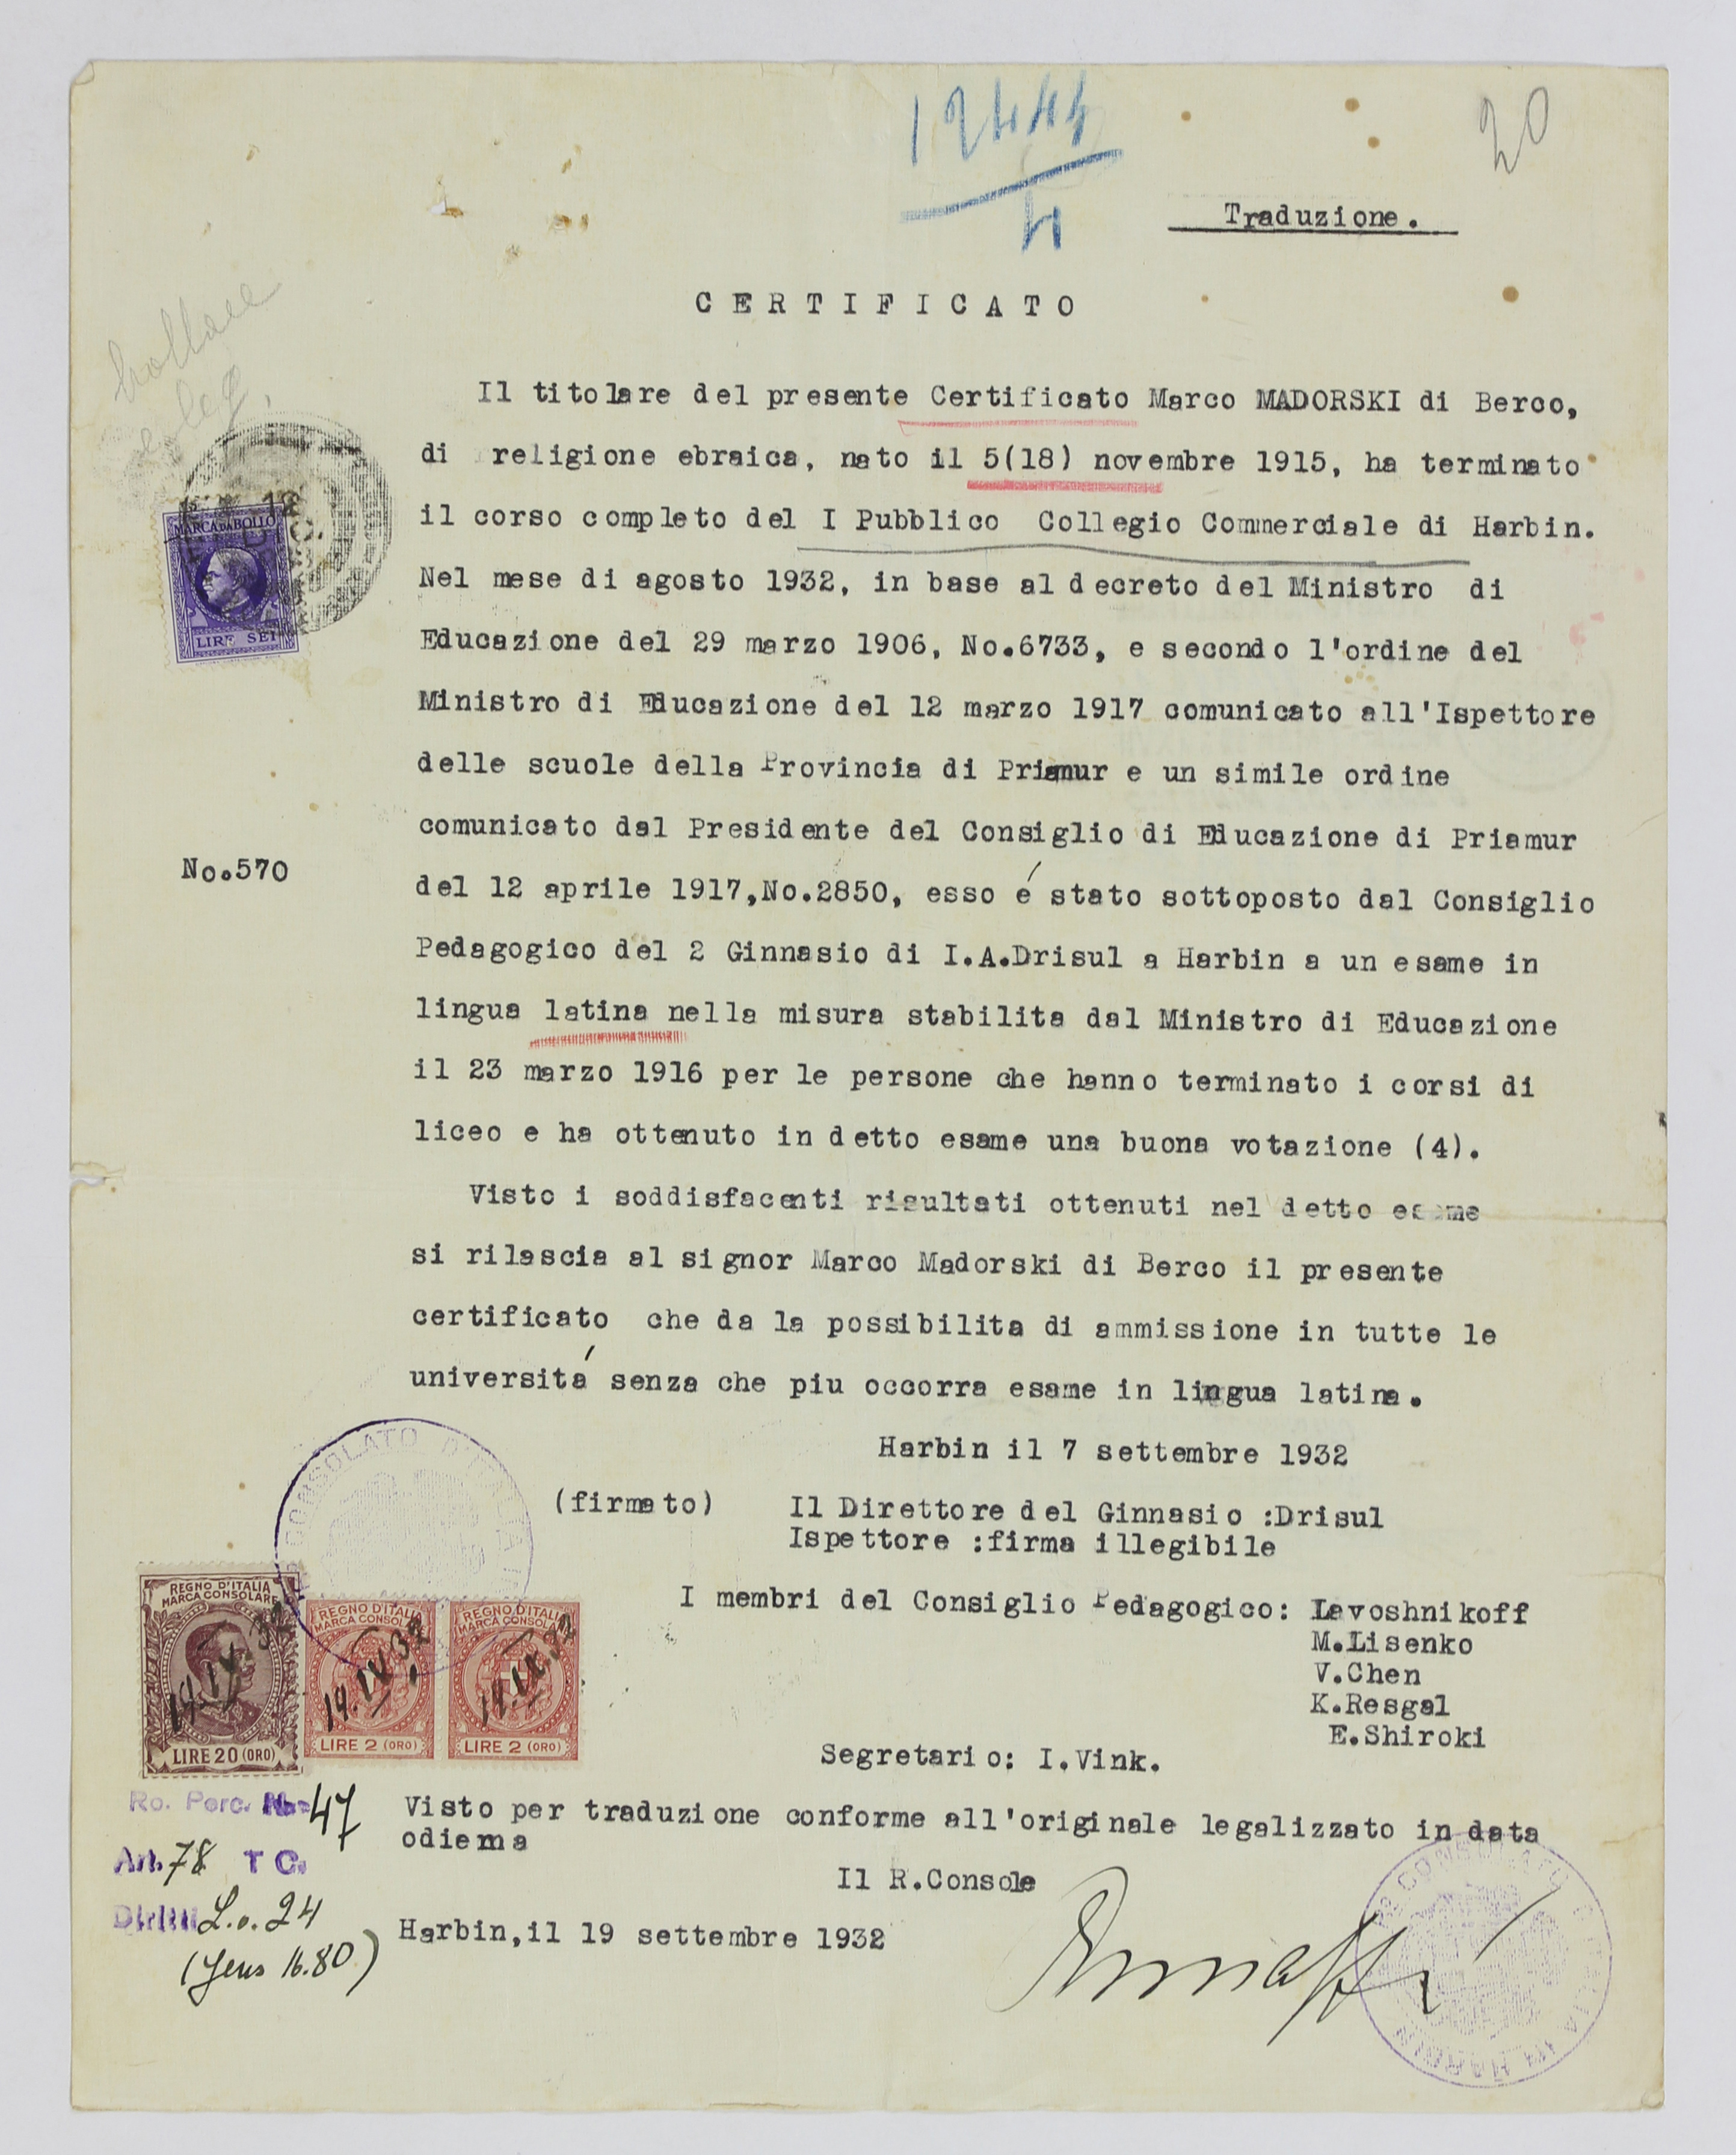 12444
4
20
Traduzione.
CERTIFICATO
Il titolare del presente Certificato Marco MADORSKI di Berco,
di religione ebraica, nato il 5(18) novembre 1915, ha terminato
il corso completo del I Pubblico Collegio Commerciale di Harbin.
Nel mese di agosto 1932, in base al decreto del Ministro di
Educazione del 29 marzo 1906, No.6733, e secondo l'ordine del
Ministro di Educazione del 12 marzo 1917 comunicato all'Ispettore
delle scuole della Provincia di Priamur e un simile ordine
comunicato dal Presidente del Consiglio di Educazione di Priamur
No.570
del 12 aprile 1917,No.2850, esso é stato sottoposto dal Consiglio
Pedagogico del 2 Ginnasio di I.A.Drisul a Harbin a un esame in
lingua latina nella misura stabilita dal Ministro di Educazione
il 23 marzo 1916 per le persone che hanno terminato i corsi di
liceo e ha ottenuto in detto esame una buona votazione (4).
Visto i soddisfacenti risultati ottenuti nel detto esame
si rilascia al signor Marco Madorski di Berco il presente
certificato che da la possibilita di ammissione in tutte le
universitá senza che piu occorra esame in lingua latina.
Harbin il 7 settembre 1932
(firmato) Il Direttore del Ginnasio :Drisul
Ispettore :firma illegibile
I membri del Consiglio Pedagogico: Lavoshnikoff
M.Lisenko
V.Chen
K.Resgal
E.Shiroki
Segretario: I.Vink.
Visto per traduzione conforme all'originale legalizzato in data
odierna
Il R.Console
Harbin,il 19 settembre 1932
MARCA DA BOLLO
LIRE SEI
CONSOLATO D'ITALIA
REGNO D'ITALIA
MARCA CONSOLARE
LIRE 20 (ORO)
REGNO D'ITALIA
MARCA CONSOLARE
LIRE 2 (ORO)
REGNO D'ITALIA
MARCA CONSOLARE
LIRE 2 (ORO)
19.IX.32
19.IX.32
19.IX.32
Ro. Perc. No 47
Art. 78 T C.
Diritti L.o. 24
(Yens 16.80)
R° CONSOLATO D'ITALIA IN HARBIN